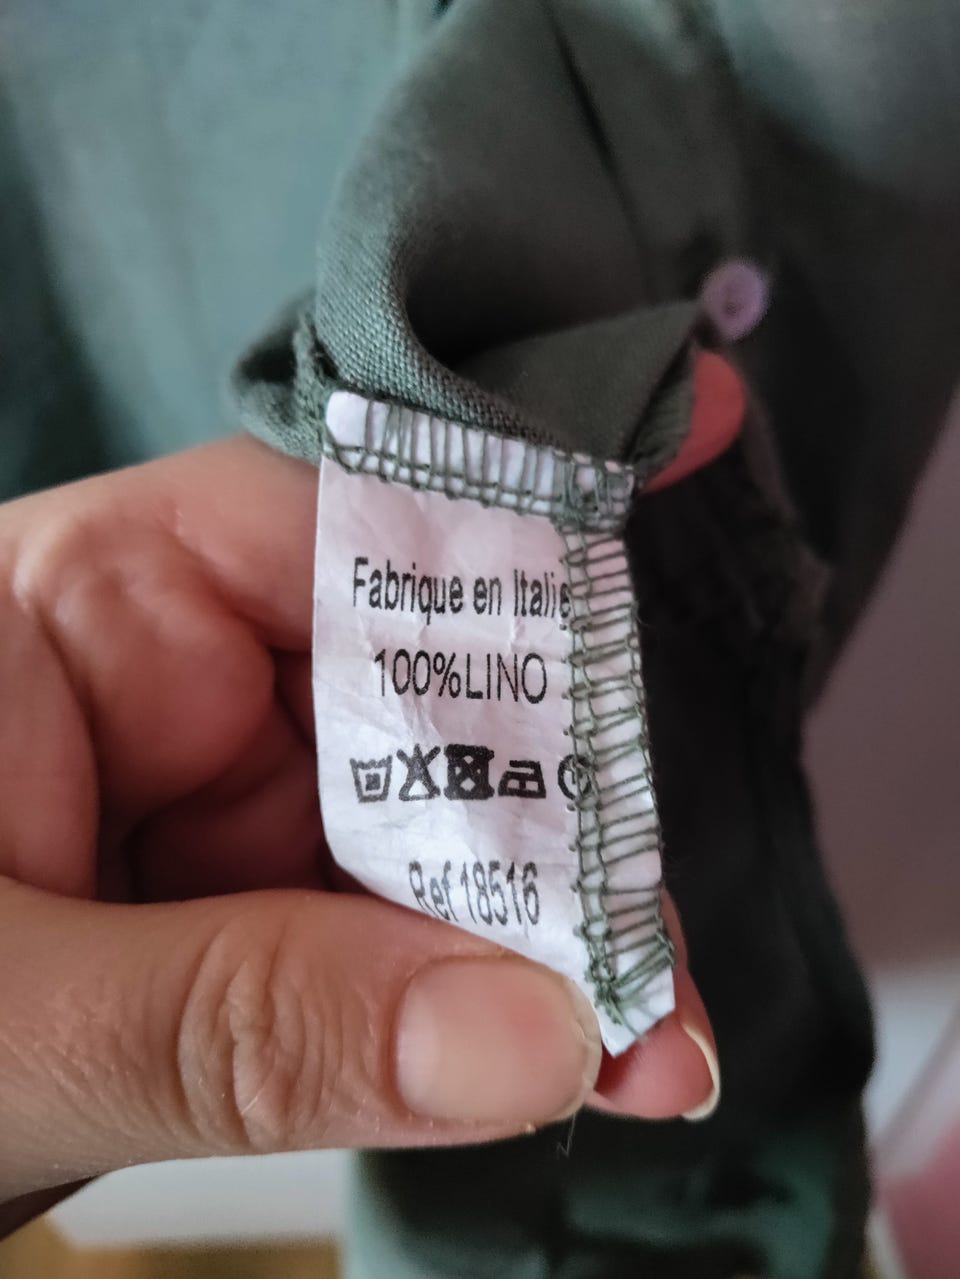 Fabrique en Italie
100%LINO
Ref 18516